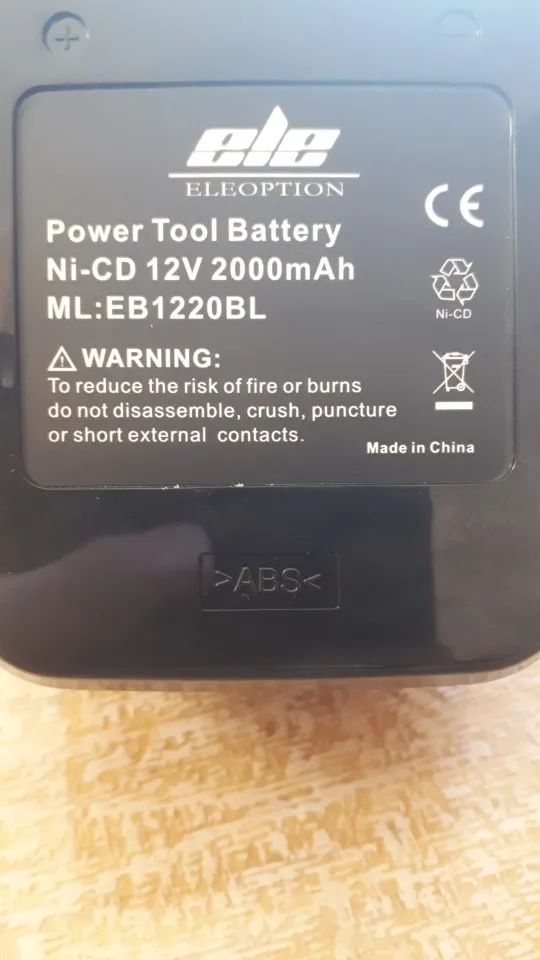 ele
ELEOPTION
CE
Power Tool Battery
Ni-CD 12V 2000mAh
ML:EB1220BL
Ni-CD
WARNING:
To reduce the risk of fire or burns
do not disassemble, crush, puncture
or short external contacts.
Made in China
>ABS<